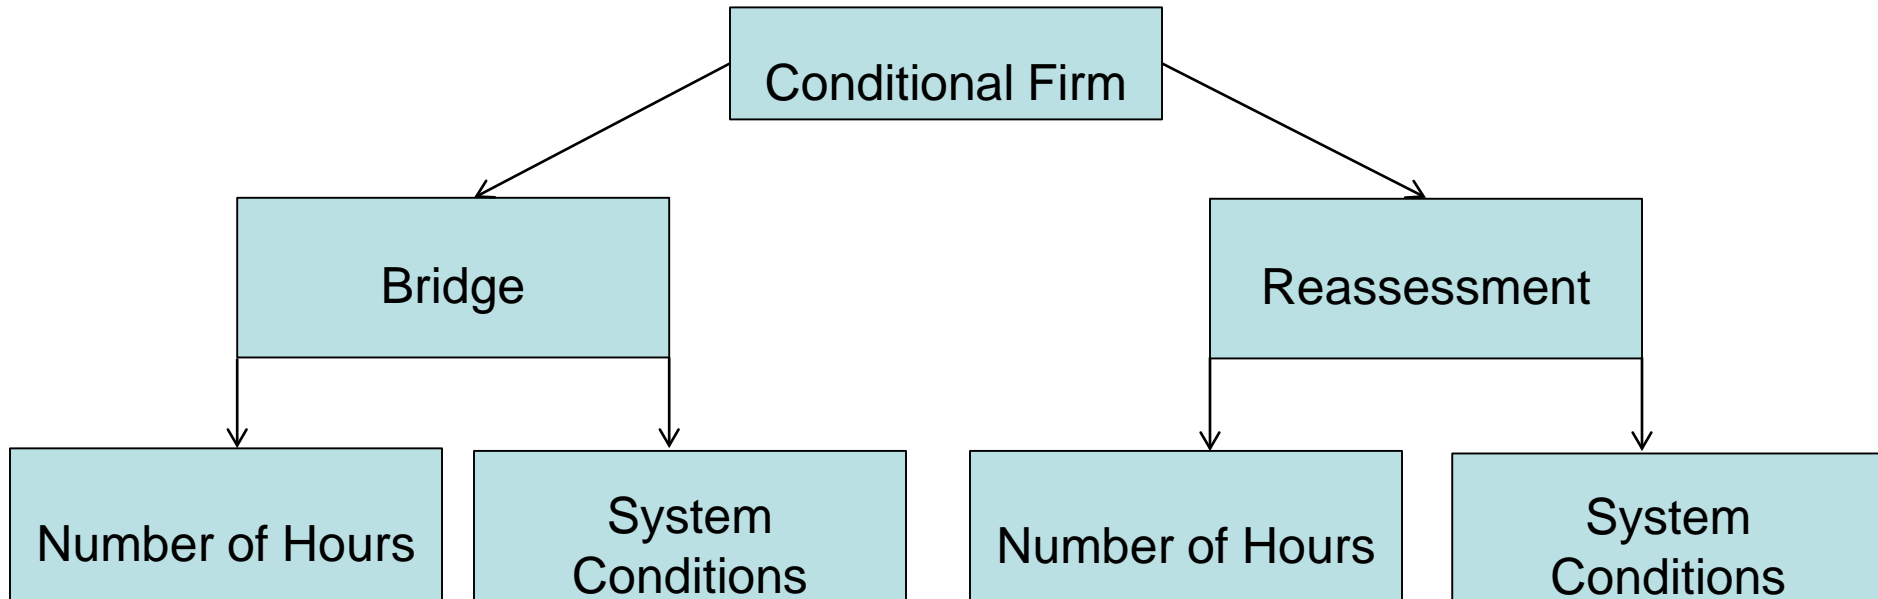 Conditional Firm
Bridge
Reassessment
Number of Hours
System
Conditions
Number of Hours
System
Conditions